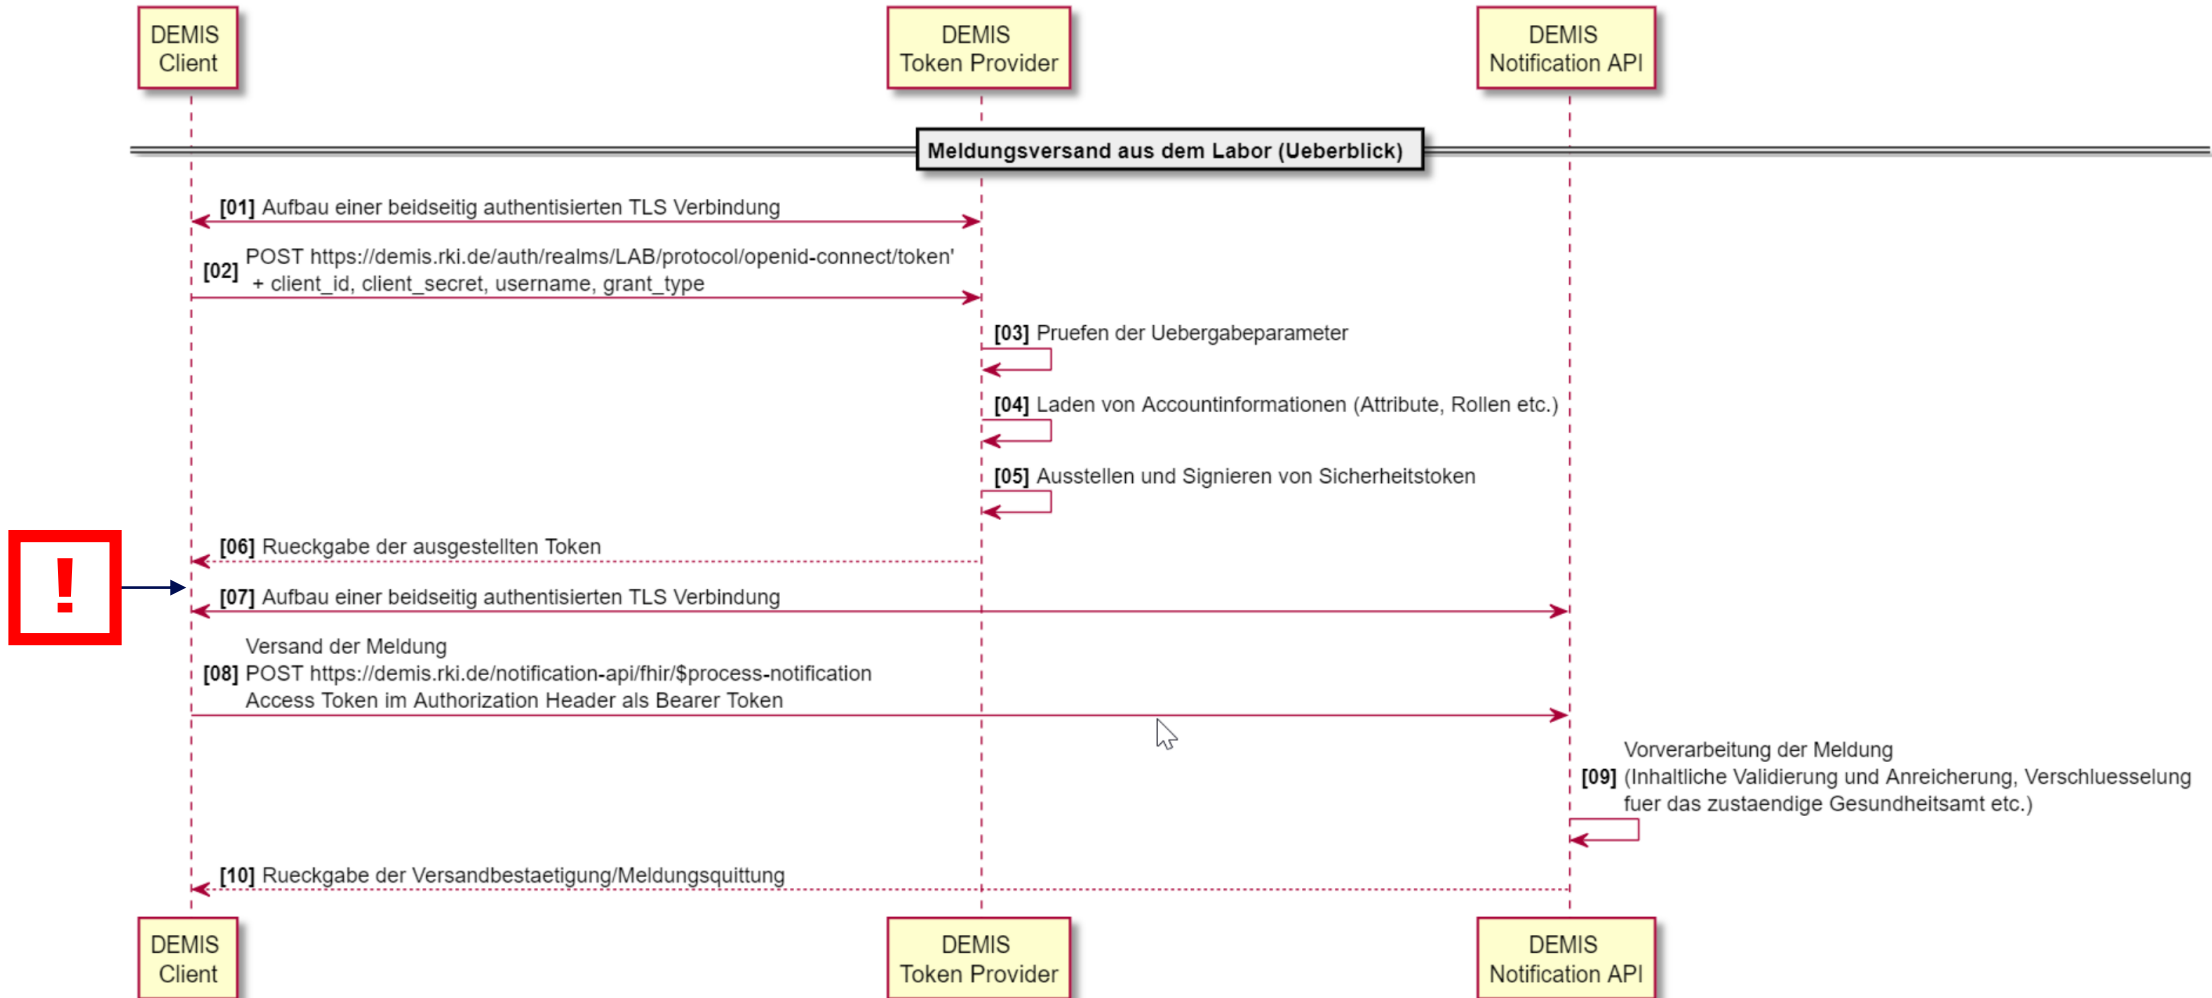 DEMIS
Client
DEMIS
Token Provider
DEMIS
Notification API
Meldungsversand aus dem Labor (Ueberblick)
[01] Aufbau einer beidseitig authentisierten TLS Verbindung
POST https://demis.rki.de/auth/realms/LAB/protocol/openid-connect/token'
[02]
+ client_id, client_secret, username, grant_type
[03] Pruefen der Uebergabeparameter
[04] Laden von Accountinformationen (Attribute, Rollen etc.)
[05] Ausstellen und Signieren von Sicherheitstoken
[06] Rueckgabe der ausgestellten Token
!
[07] Aufbau einer beidseitig authentisierten TLS Verbindung
Versand der Meldung
[08] POST https://demis.rki.de/notification-api/fhir/$process-notification
Access Token im Authorization Header als Bearer Token
Vorverarbeitung der Meldung
[09] (Inhaltliche Validierung und Anreicherung, Verschluesselung
fuer das zustaendige Gesundheitsamt etc.)
[10] Rueckgabe der Versandbestaetigung/Meldungsquittung
DEMIS
Client
DEMIS
Token Provider
DEMIS
Notification API